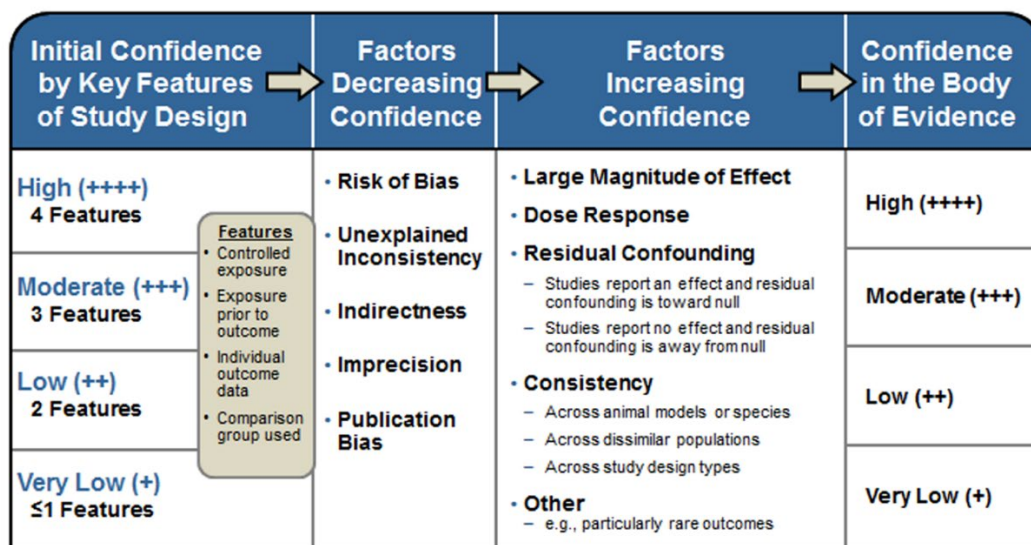 Initial Confidence
by Key Features
of Study Design
Factors
Decreasing
Confidence
Factors
Increasing
Confidence
Confidence
in the Body
of Evidence
High (++++)
4 Features
Moderate (+++)
3 Features
Low (++)
2 Features
Very Low (+)
≤1 Features
Features
• Controlled
exposure
• Exposure
prior to
outcome
• Individual
outcome
data
• Comparison
group used
• Risk of Bias
• Unexplained
Inconsistency
• Indirectness
• Imprecision
• Publication
Bias
• Large Magnitude of Effect
• Dose Response
• Residual Confounding
– Studies report an effect and residual
confounding is toward null
– Studies report no effect and residual
confounding is away from null
• Consistency
– Across animal models or species
– Across dissimilar populations
– Across study design types
• Other
– e.g., particularly rare outcomes
High (++++)
Moderate (+++)
Low (++)
Very Low (+)